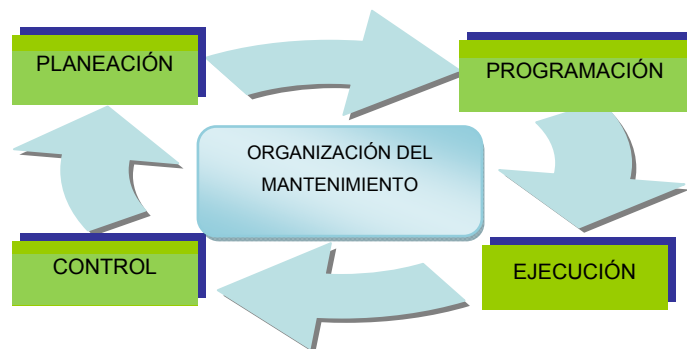 PLANEACIÓN
PROGRAMACIÓN
ORGANIZACIÓN DEL
MANTENIMIENTO
CONTROL
EJECUCIÓN